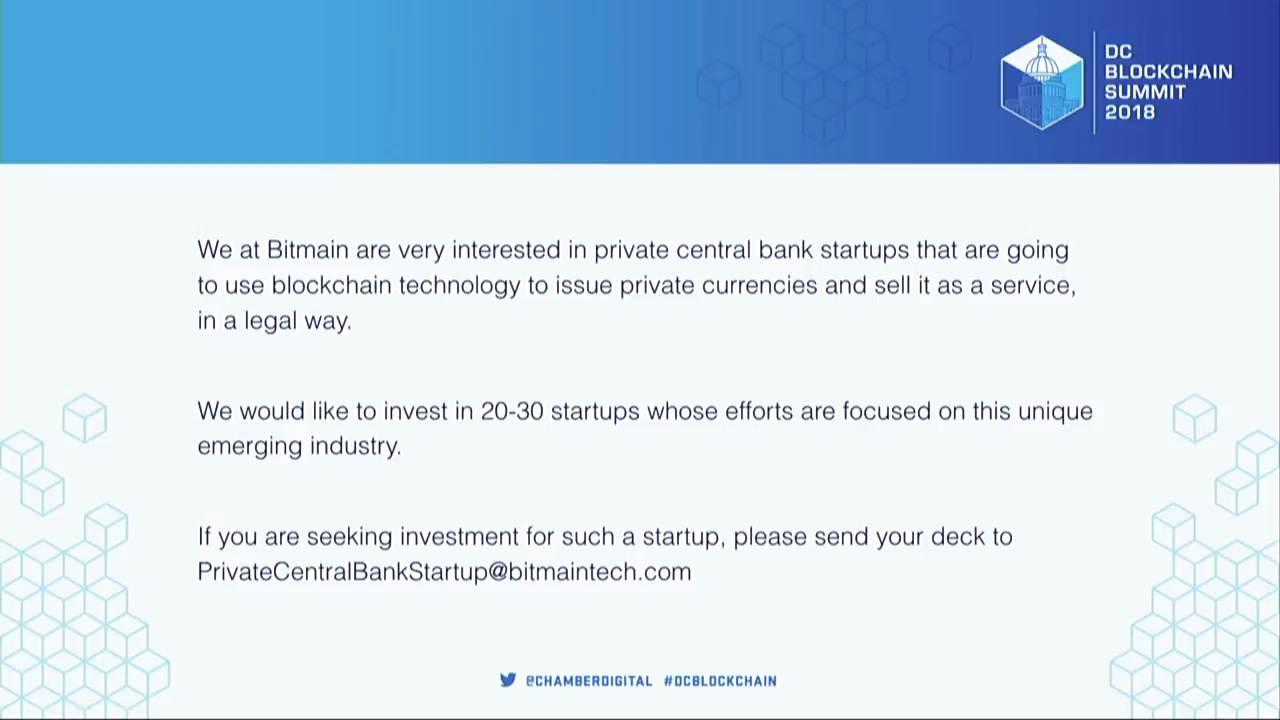 DC
BLOCKCHAIN
SUMMIT
2018
We at Bitmain are very interested in private central bank startups that are going
to use blockchain technology to issue private currencies and sell it as a service,
in a legal way.
We would like to invest in 20-30 startups whose efforts are focused on this unique
emerging industry.
If you are seeking investment for such a startup, please send your deck to
PrivateCentralBankStartup@bitmaintech.com
@CHAMBERDIGITAL #DCBLOCKCHAIN